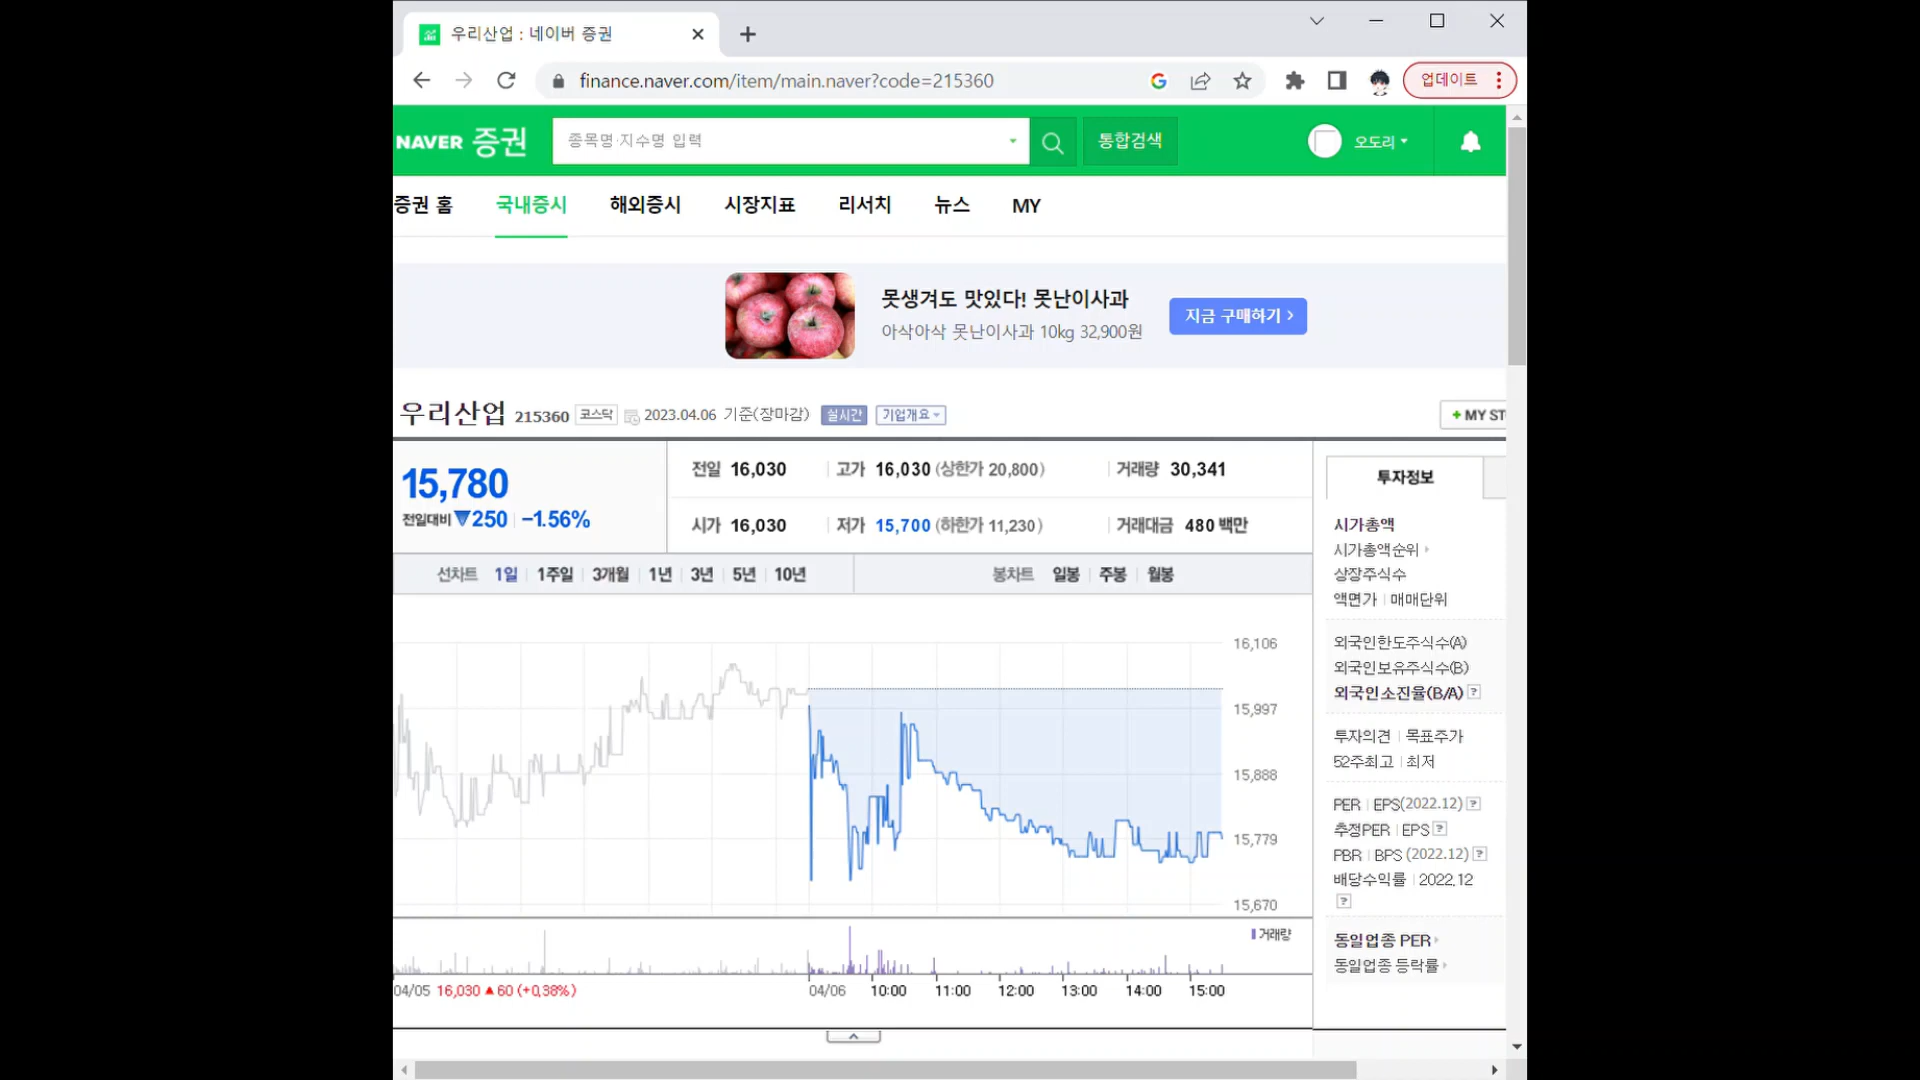 우리산업 : 네이버 증권
finance.naver.com/item/main.naver?code=215360
업데이트
NAVER 증권
종목명·지수명 입력
통합검색
오도리
증권 홈 국내증시 해외증시 시장지표 리서치 뉴스 MY
못생겨도 맛있다! 못난이사과
아삭아삭 못난이사과 10kg 32,900원
지금 구매하기 >
우리산업 215360 코스닥 2023.04.06 기준(장마감) 실시간 기업개요
+ MY ST
15,780
전일대비 ▼250 -1.56%
전일 16,030 고가 16,030 (상한가 20,800) 거래량 30,341
시가 16,030 저가 15,700 (하한가 11,230) 거래대금 480 백만
선차트 1일 1주일 3개월 1년 3년 5년 10년 봉차트 일봉 주봉 월봉
16,106
15,997
15,888
15,779
15,670
거래량
04/05 16,030 ▲60 (+0,38%)
04/06 10:00 11:00 12:00 13:00 14:00 15:00
투자정보
시가총액
시가총액순위
상장주식수
액면가 | 매매단위
외국인한도주식수(A)
외국인보유주식수(B)
외국인소진율(B/A) ?
투자의견 | 목표주가
52주최고 | 최저
PER | EPS(2022.12) ?
추정PER | EPS ?
PBR | BPS (2022.12) ?
배당수익률 | 2022.12
?
동일업종 PER
동일업종 등락률